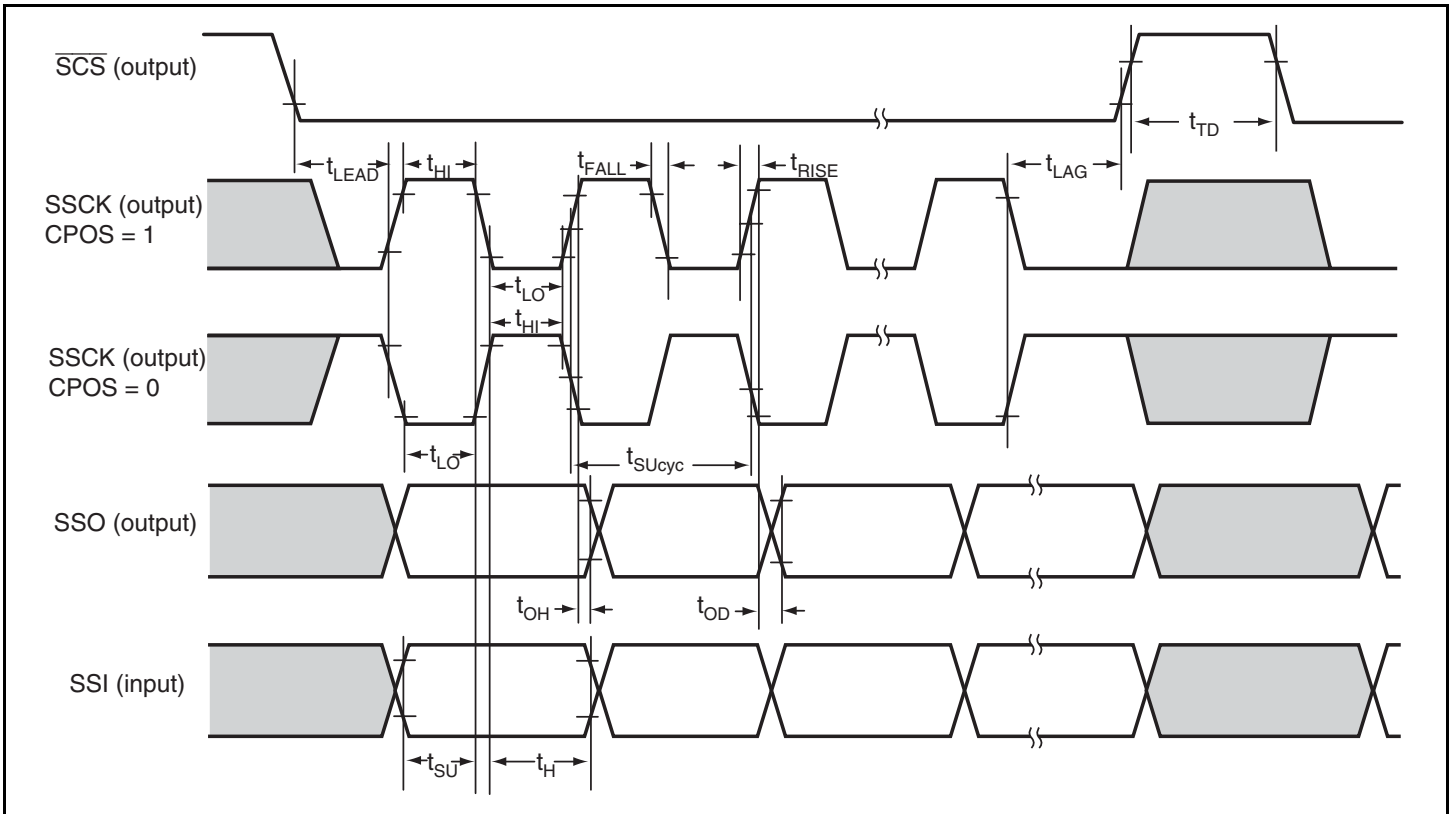 SCS (output)
tTD
tLEAD
tHI
tFALL
tRISE
tLAG
SSCK (output)
CPOS = 1
tLO
tHI
SSCK (output)
CPOS = 0
tLO
tSUcyc
SSO (output)
tOH
tOD
SSI (input)
tSU
tH